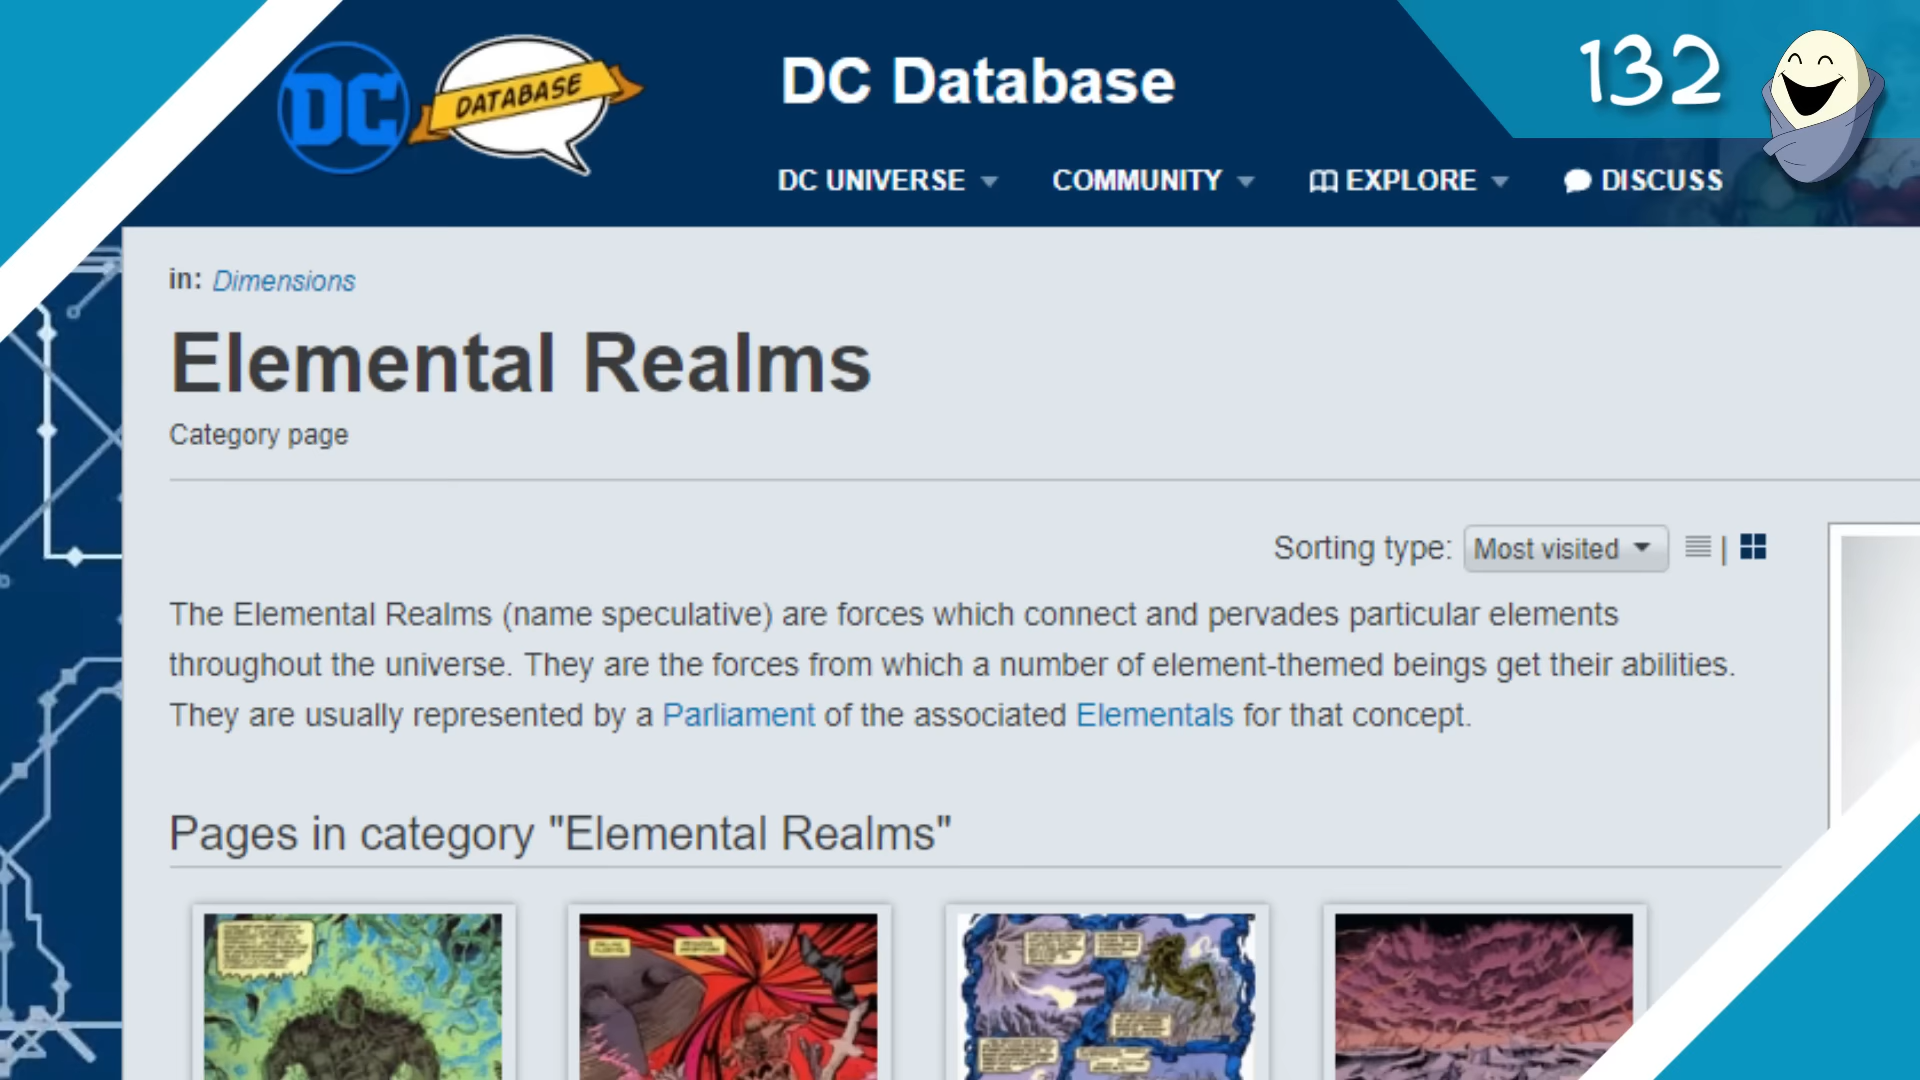 DC DATABASE
DC Database
132
DC UNIVERSE COMMUNITY EXPLORE DISCUSS
in: Dimensions
Elemental Realms
Category page
Sorting type: Most visited |
The Elemental Realms (name speculative) are forces which connect and pervades particular elements
throughout the universe. They are the forces from which a number of element-themed beings get their abilities.
They are usually represented by a Parliament of the associated Elementals for that concept.
Pages in category "Elemental Realms"